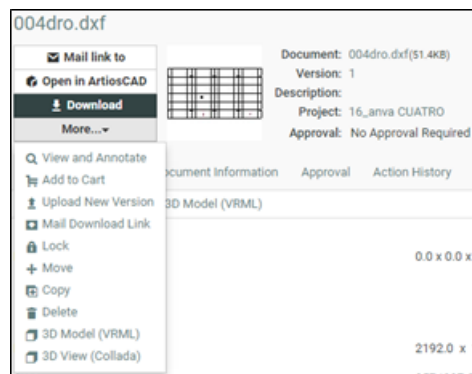 004dro.dxf
Mail link to
Open in ArtiosCAD
Download
More...
Document: 004dro.dxf(51.4KB)
Version: 1
Description:
Project: 16_anva CUATRO
Approval: No Approval Required
View and Annotate
Add to Cart
Upload New Version
Mail Download Link
Lock
Move
Copy
Delete
3D Model (VRML)
3D View (Collada)
ocument Information Approval Action History
3D Model (VRML)
0.0 x 0.0 x
2192.0 x